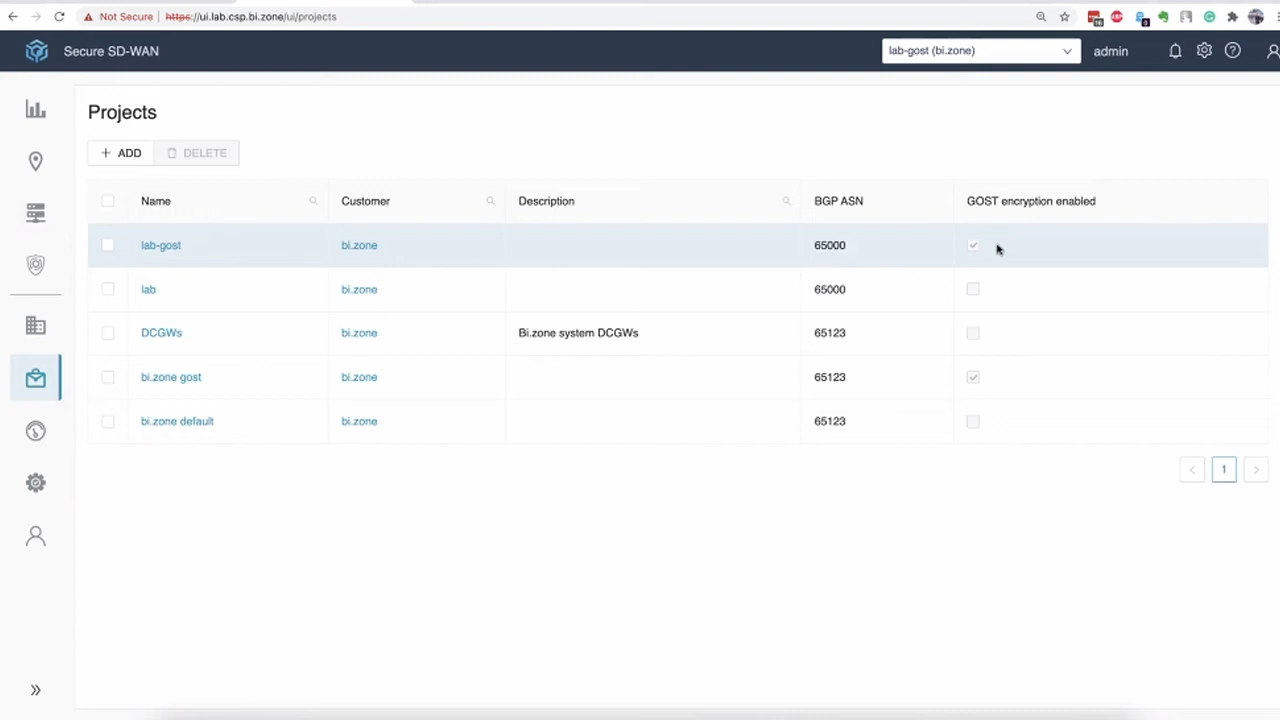 Not Secure | https://ui.lab.csp.bi.zone/ui/projects
Secure SD-WAN
lab-gost (bi.zone)
admin
Projects
+ ADD
DELETE
Name Customer Description BGP ASN GOST encryption enabled
lab-gost bi.zone 65000
lab bi.zone 65000
DCGWs bi.zone Bi.zone system DCGWs 65123
bi.zone gost bi.zone 65123
bi.zone default bi.zone 65123
< 1 >